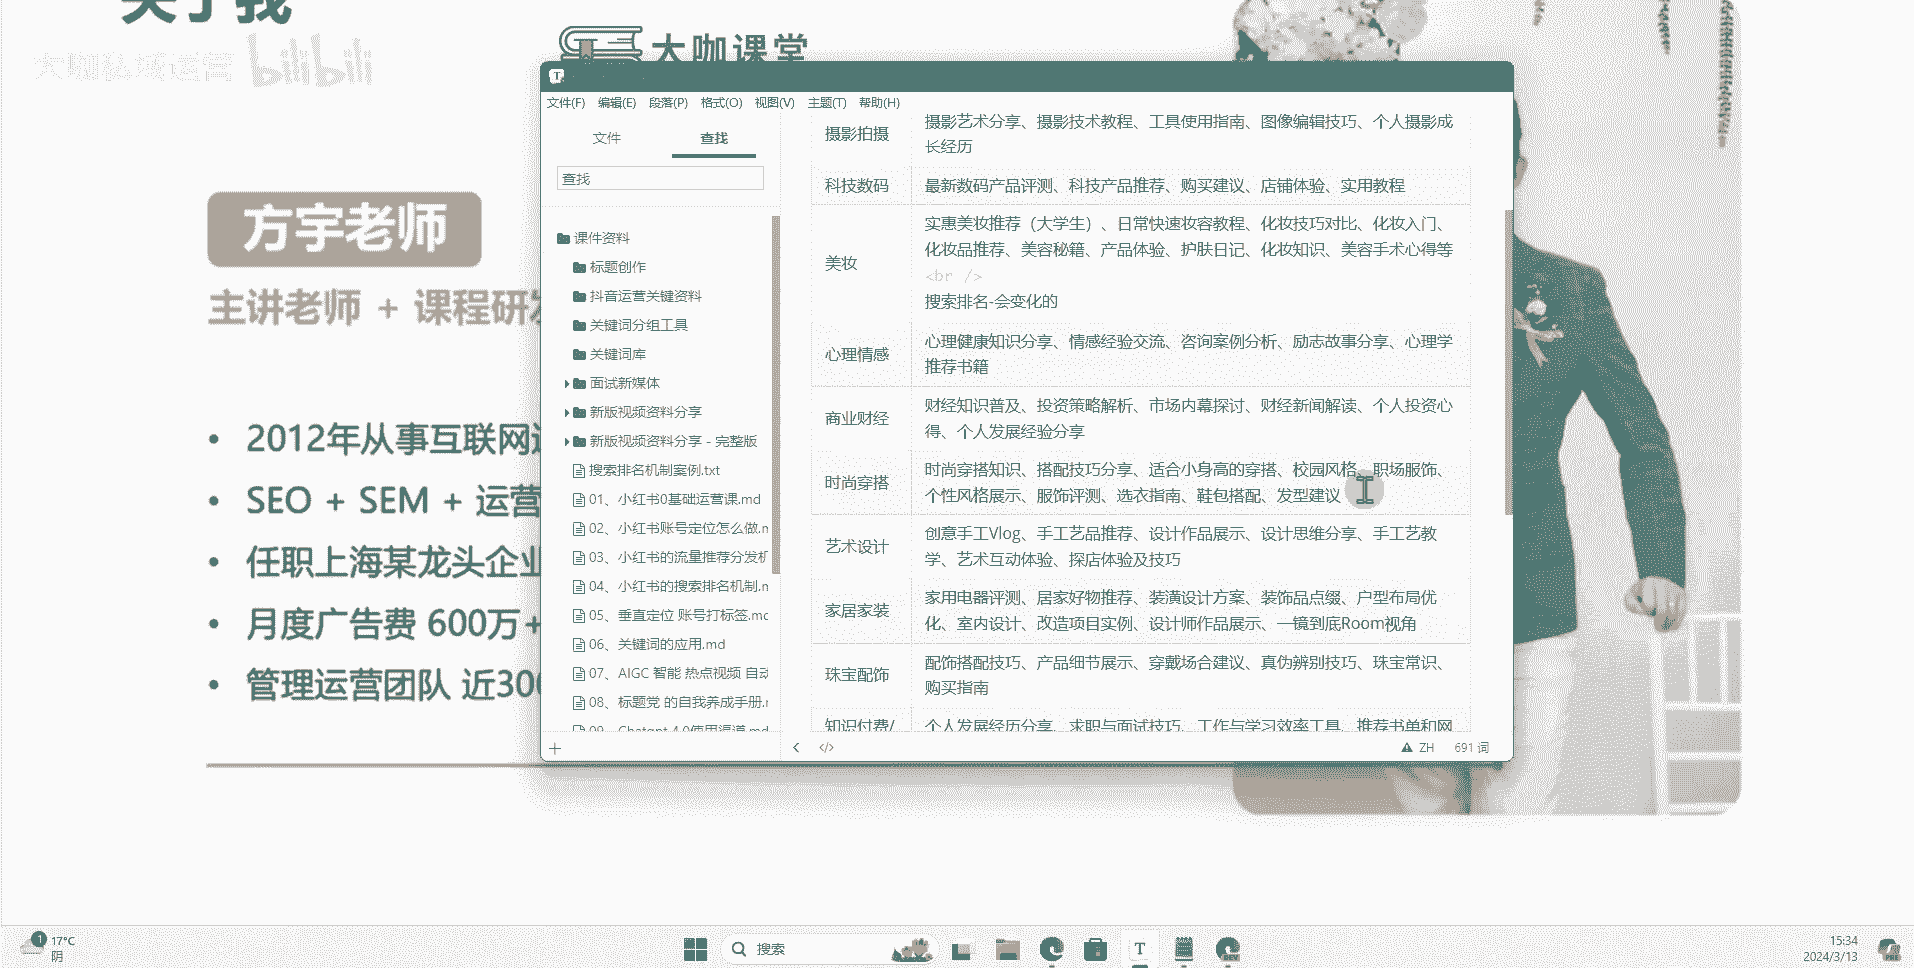 关于我
大咖私域运营 bilibili
大咖课堂
方宇老师
主讲老师 + 课程研发
2012年从事互联网
SEO + SEM + 运营
任职上海某龙头企业
月度广告费 600万+
管理运营团队 近300
文件(F) 编辑(E) 段落(P) 格式(O) 视图(V) 主题(T) 帮助(H)
文件 查找
查找
课件资料
标题创作
抖音运营关键资料
关键词分组工具
关键词库
面试新媒体
新版视频资料分享
新版视频资料分享 - 完整版
搜索排名机制案例.txt
01、小红书0基础运营课.md
02、小红书账号定位怎么做.m
03、小红书的流量推荐分发机
04、小红书的搜索排名机制.m
05、垂直定位 账号打标签.mc
06、关键词的应用.md
07、AIGC 智能 热点视频 自动
08、标题党 的自我养成手册.m
09、Chatgpt 4.0使用渠道.md
摄影拍摄
摄影艺术分享、摄影技术教程、工具使用指南、图像编辑技巧、个人摄影成
长经历
科技数码
最新数码产品评测、科技产品推荐、购买建议、店铺体验、实用教程
美妆
实惠美妆推荐（大学生）、日常快速妆容教程、化妆技巧对比、化妆入门、
化妆品推荐、美容秘籍、产品体验、护肤日记、化妆知识、美容手术心得等
<br />
搜索排名-会变化的
心理情感
心理健康知识分享、情感经验交流、咨询案例分析、励志故事分享、心理学
推荐书籍
商业财经
财经知识普及、投资策略解析、市场内幕探讨、财经新闻解读、个人投资心
得、个人发展经验分享
时尚穿搭
时尚穿搭知识、搭配技巧分享、适合小身高的穿搭、校园风格、职场服饰、
个性风格展示、服饰评测、选衣指南、鞋包搭配、发型建议
艺术设计
创意手工Vlog、手工艺品推荐、设计作品展示、设计思维分享、手工艺教
学、艺术互动体验、探店体验及技巧
家居家装
家用电器评测、居家好物推荐、装潢设计方案、装饰品点缀、户型布局优
化、室内设计、改造项目实例、设计师作品展示、一镜到底Room视角
珠宝配饰
配饰搭配技巧、产品细节展示、穿戴场合建议、真伪辨别技巧、珠宝常识、
购买指南
知识付费/
个人发展经历分享、求职与面试技巧、工作与学习效率工具、推荐书单和网
ZH 691 词
1 17°C
阴
搜索
15:34
2024/3/13